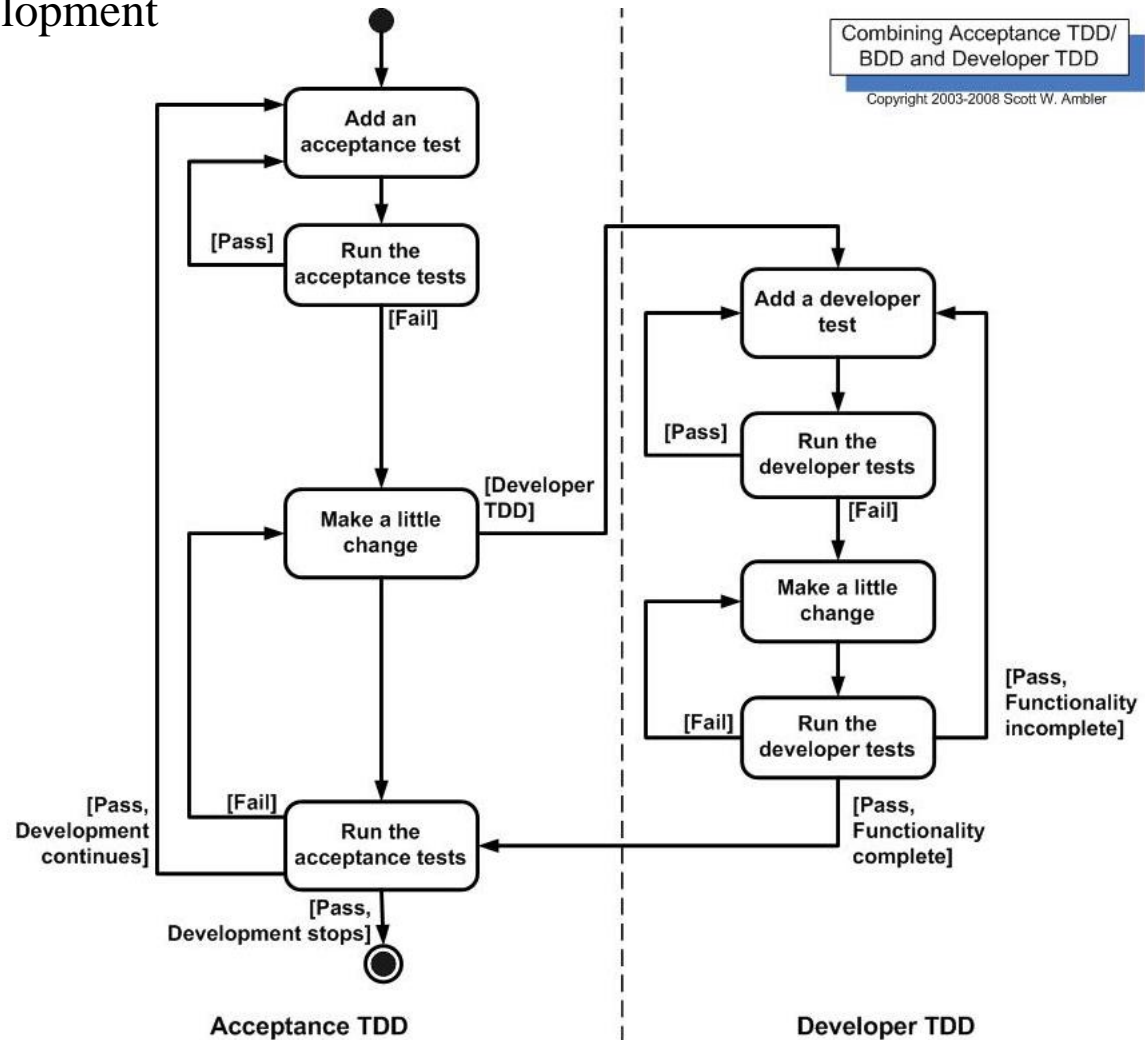 lopment
Combining Acceptance TDD/
BDD and Developer TDD
Copyright 2003-2008 Scott W. Ambler
Add an
acceptance test
[Pass]
Run the
acceptance tests
[Fail]
Make a little
change
[Developer
TDD]
[Fail]
[Pass,
Development
continues]
Run the
acceptance tests
[Pass,
Development stops]
Acceptance TDD
Add a developer
test
[Pass]
Run the
developer tests
[Fail]
Make a little
change
[Fail]
Run the
developer tests
[Pass,
Functionality
incomplete]
[Pass,
Functionality
complete]
Developer TDD